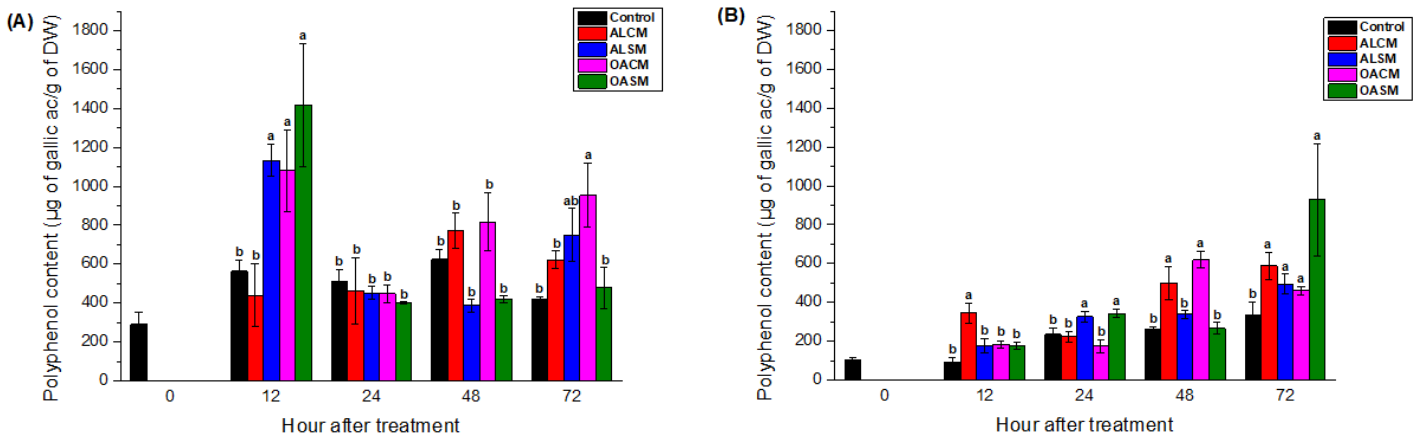 (A)
Polyphenol content (µg of gallic ac/g of DW)
1800
1600
1400
1200
1000
800
600
400
200
0
Control
ALCM
ALSM
OACM
OASM
b b a a a
b b b b b
b b b b b
b b ab a b
0 12 24 48 72
Hour after treatment
(B)
Polyphenol content (µg of gallic ac/g of DW)
1800
1600
1400
1200
1000
800
600
400
200
0
Control
ALCM
ALSM
OACM
OASM
b a b b b
b b a b a
b a b a b
b a a a a
0 12 24 48 72
Hour after treatment